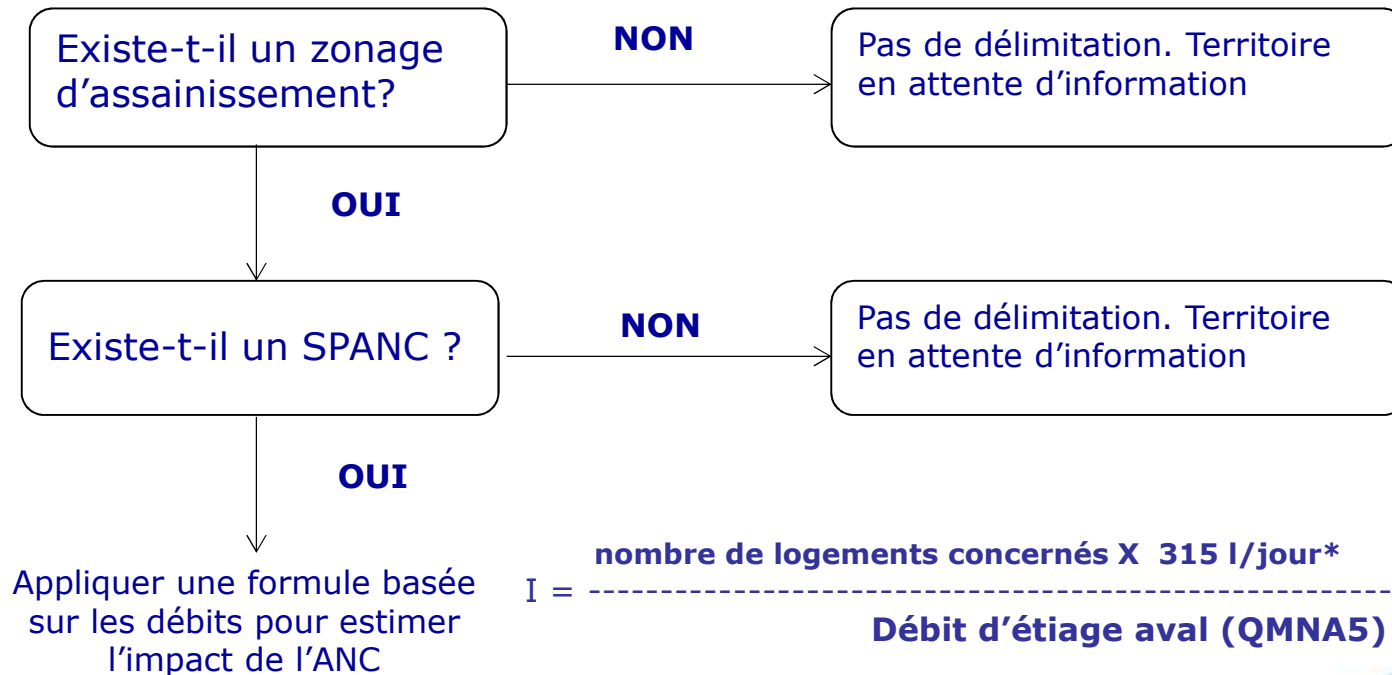 Existe-t-il un zonage
d'assainissement?
NON
Pas de délimitation. Territoire
en attente d'information
OUI
Existe-t-il un SPANC ?
NON
Pas de délimitation. Territoire
en attente d'information
OUI
Appliquer une formule basée
sur les débits pour estimer
l'impact de l'ANC
nombre de logements concernés X 315 l/jour*
I = --------------------------------------------------------
Débit d'étiage aval (QMNA5)